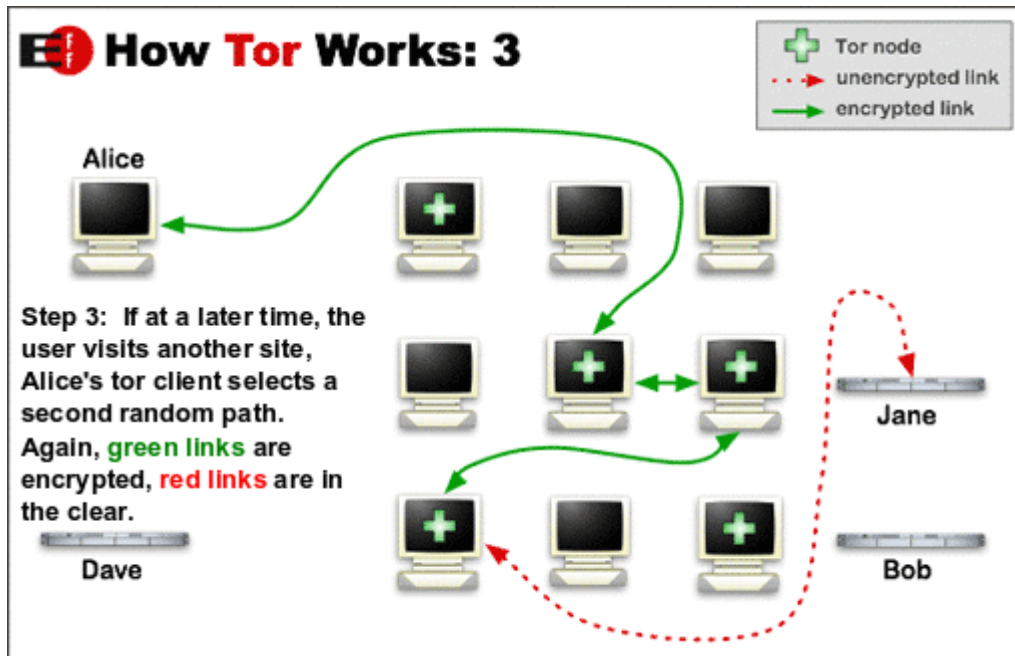 EFF How Tor Works: 3
Tor node
unencrypted link
encrypted link
Alice
Step 3: If at a later time, the
user visits another site,
Alice's tor client selects a
second random path.
Again, green links are
encrypted, red links are in
the clear.
Jane
Dave
Bob